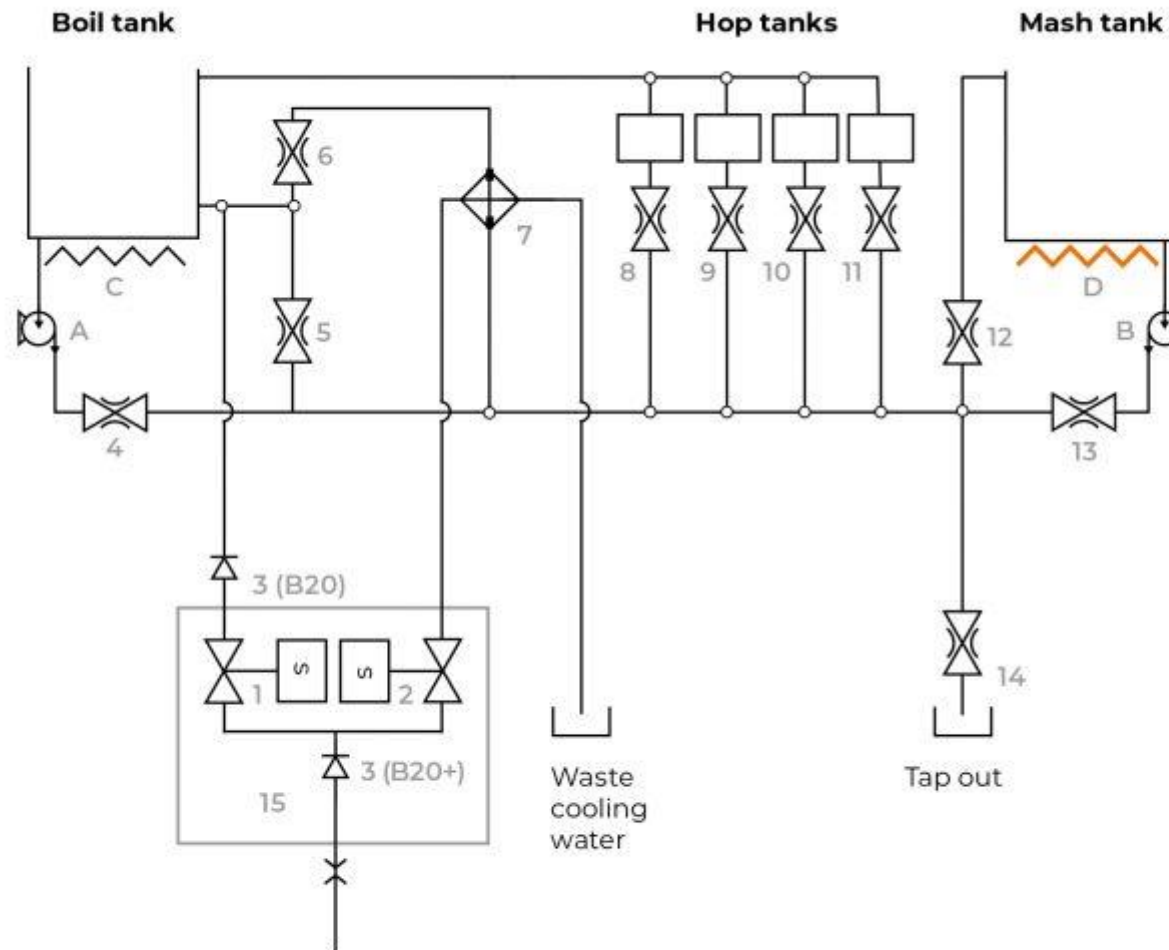 Boil tank
Hop tanks
Mash tank
6
7
8
9
10
11
C
D
A
5
12
B
4
13
3 (B20)
S
S
1
2
14
3 (B20+)
15
Waste
cooling
water
Tap out